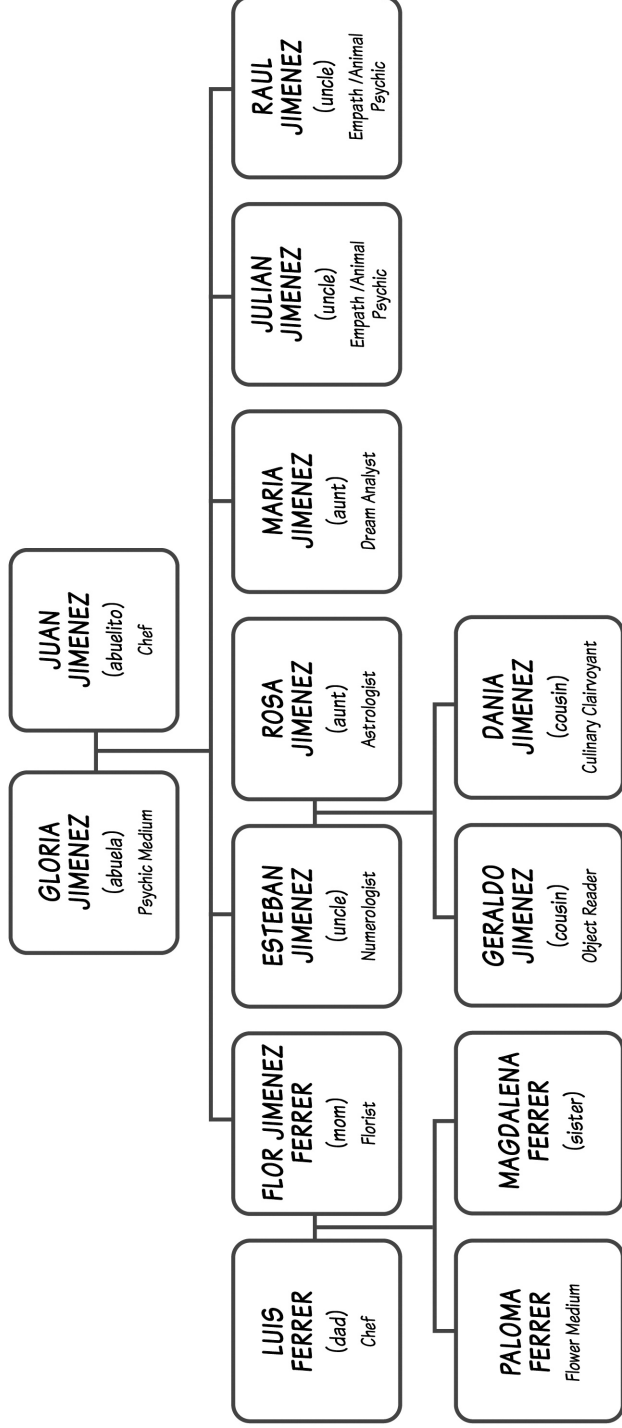 GLORIA
JIMENEZ
(abuela)
Psychic Medium
JUAN
JIMENEZ
(abuelito)
Chef
LUIS
FERRER
(dad)
Chef
FLOR JIMENEZ
FERRER
(mom)
Florist
ESTEBAN
JIMENEZ
(uncle)
Numerologist
ROSA
JIMENEZ
(aunt)
Astrologist
MARIA
JIMENEZ
(aunt)
Dream Analyst
JULIAN
JIMENEZ
(uncle)
Empath /Animal
Psychic
RAUL
JIMENEZ
(uncle)
Empath /Animal
Psychic
PALOMA
FERRER
Flower Medium
MAGDALENA
FERRER
(sister)
GERALDO
JIMENEZ
(cousin)
Object Reader
DANIA
JIMENEZ
(cousin)
Culinary Clairvoyant